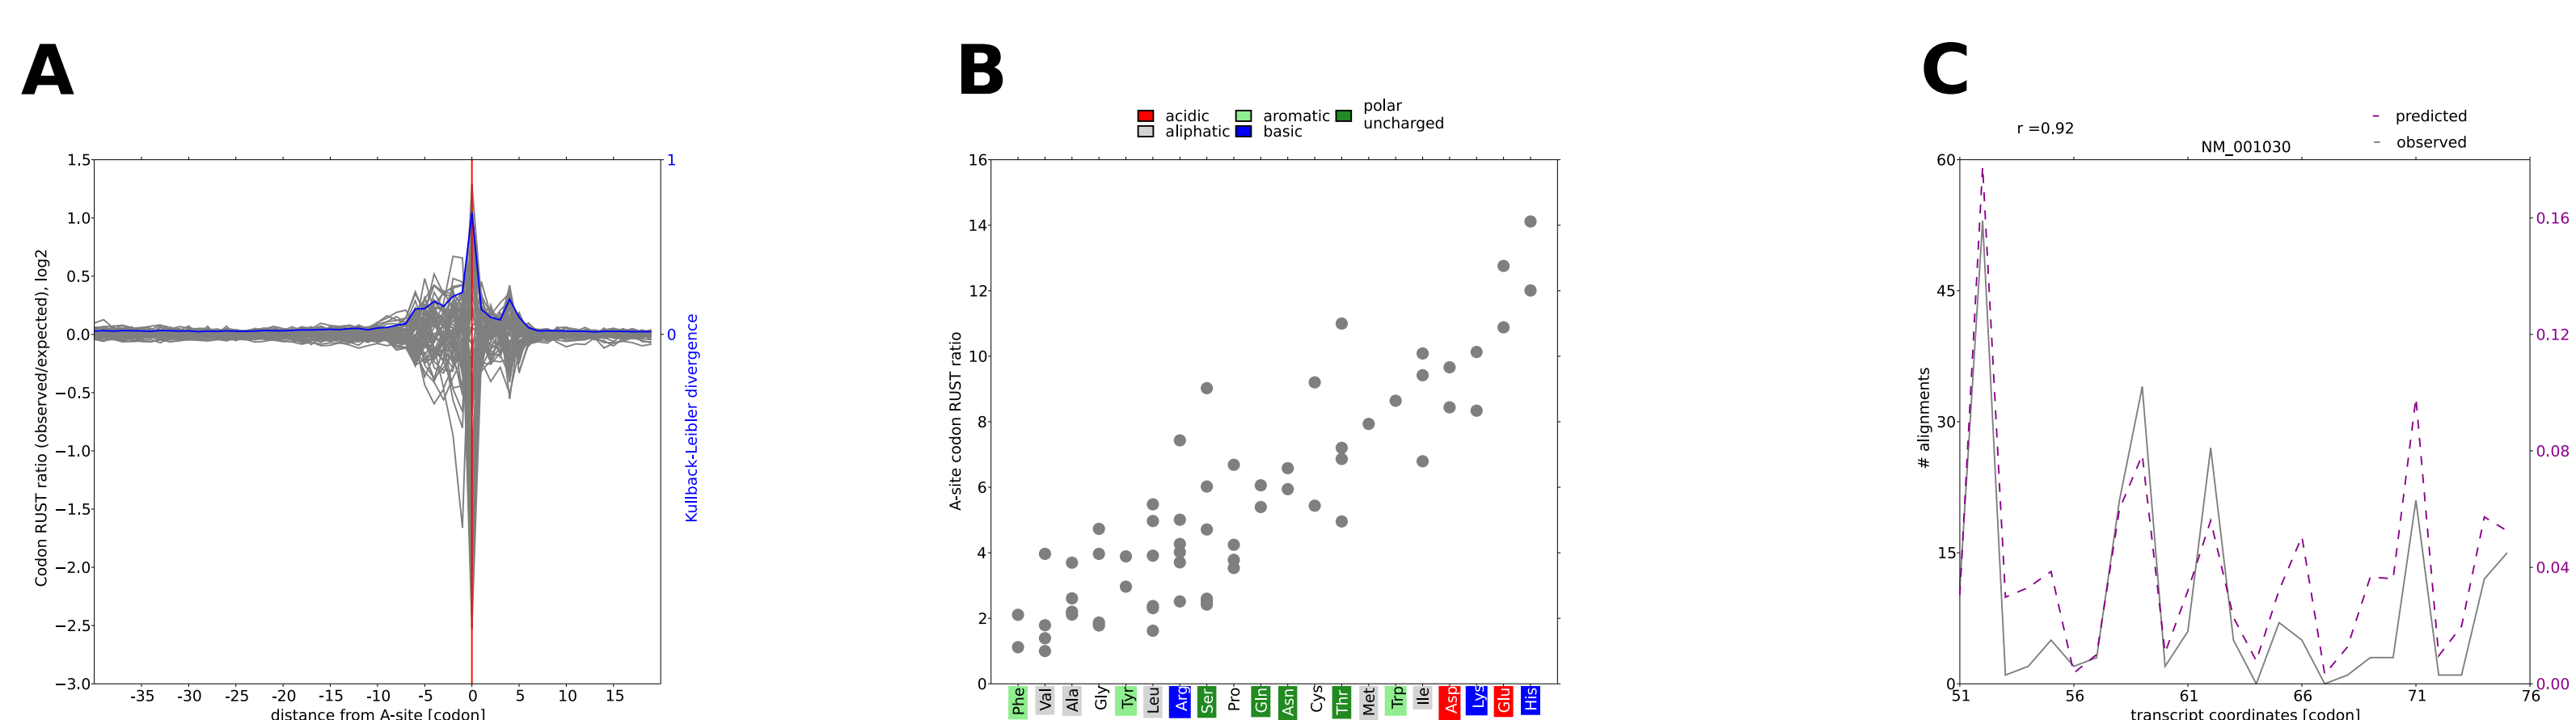 A
1.5
1.0
0.5
0.0
−0.5
−1.0
−1.5
−2.0
−2.5
−3.0
Codon RUST ratio (observed/expected), log2
-35 -30 -25 -20 -15 -10 -5 0 5 10 15
distance from A-site [codon]
1
0
Kullback-Leibler divergence
B
acidic aromatic polar uncharged
aliphatic basic
16
14
12
10
8
6
4
2
0
A-site codon RUST ratio
Phe Val Ala Gly Tyr Leu Arg Ser Pro Gln Asn Cys Thr Met Trp Ile Asp Lys Glu His
C
r =0.92
NM_001030
predicted
observed
60
45
30
15
0
# alignments
51 56 61 66 71 76
transcript coordinates [codon]
0.16
0.12
0.08
0.04
0.00